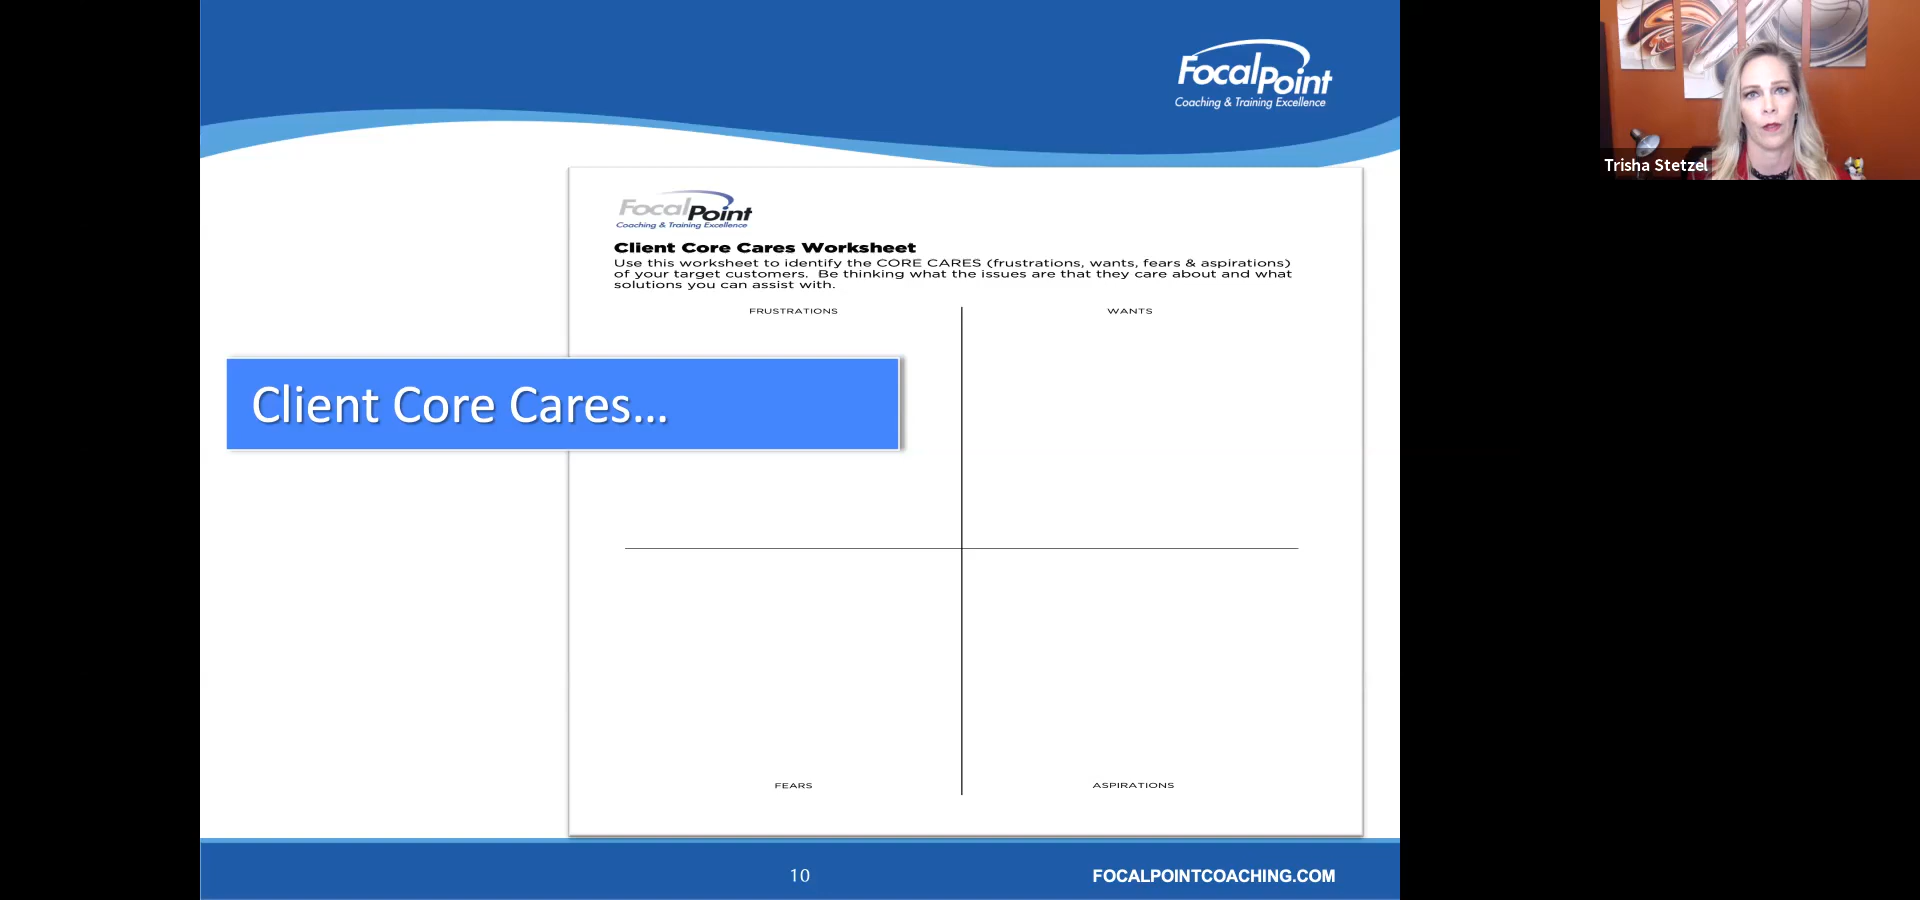 FocalPoint
Coaching & Training Excellence
Trisha Stetzel
FocalPoint
Coaching & Training Excellence
Client Core Cares Worksheet
Use this worksheet to identify the CORE CARES (frustrations, wants, fears & aspirations)
of your target customers. Be thinking what the issues are that they care about and what
solutions you can assist with.
FRUSTRATIONS
WANTS
Client Core Cares...
FEARS
ASPIRATIONS
10
FOCALPOINTCOACHING.COM